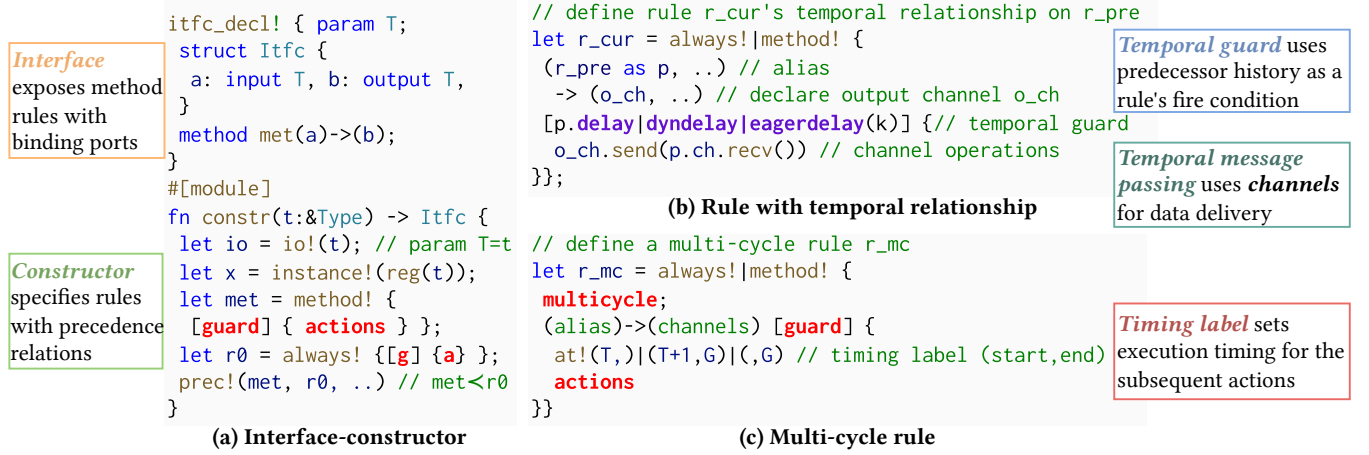 Interface
exposes method
rules with
binding ports
Constructor
specifies rules
with precedence
relations
itfc_decl! { param T;
struct Itfc {
a: input T, b: output T,
}
method met(a)->(b);
}
#[module]
fn constr(t:&Type) -> Itfc {
let io = io!(t); // param T=t
let x = instance!(reg(t));
let met = method! {
[guard] { actions } };
let r0 = always! {[g] {a} };
prec!(met, r0, ..) // met≺r0
}
(a) Interface-constructor
// define rule r_cur's temporal relationship on r_pre
let r_cur = always!|method! {
(r_pre as p, ..) // alias
-> (o_ch, ..) // declare output channel o_ch
[p.delay|dyndelay|eagerdelay(k)] {// temporal guard
o_ch.send(p.ch.recv()) // channel operations
}};
(b) Rule with temporal relationship
// define a multi-cycle rule r_mc
let r_mc = always!|method! {
multicycle;
(alias)->(channels) [guard] {
at!(T,)|(T+1,G)|(,G) // timing label (start,end)
actions
}}
(c) Multi-cycle rule
Temporal guard uses
predecessor history as a
rule's fire condition
Temporal message
passing uses channels
for data delivery
Timing label sets
execution timing for the
subsequent actions